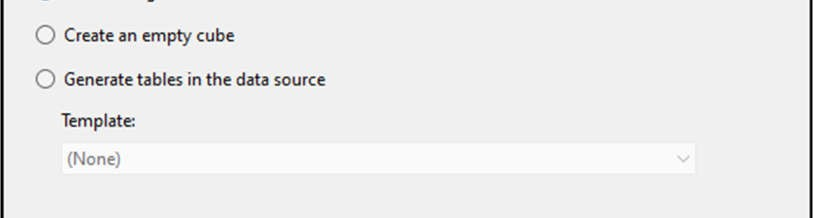 Create an empty cube
Generate tables in the data source
Template:
(None)